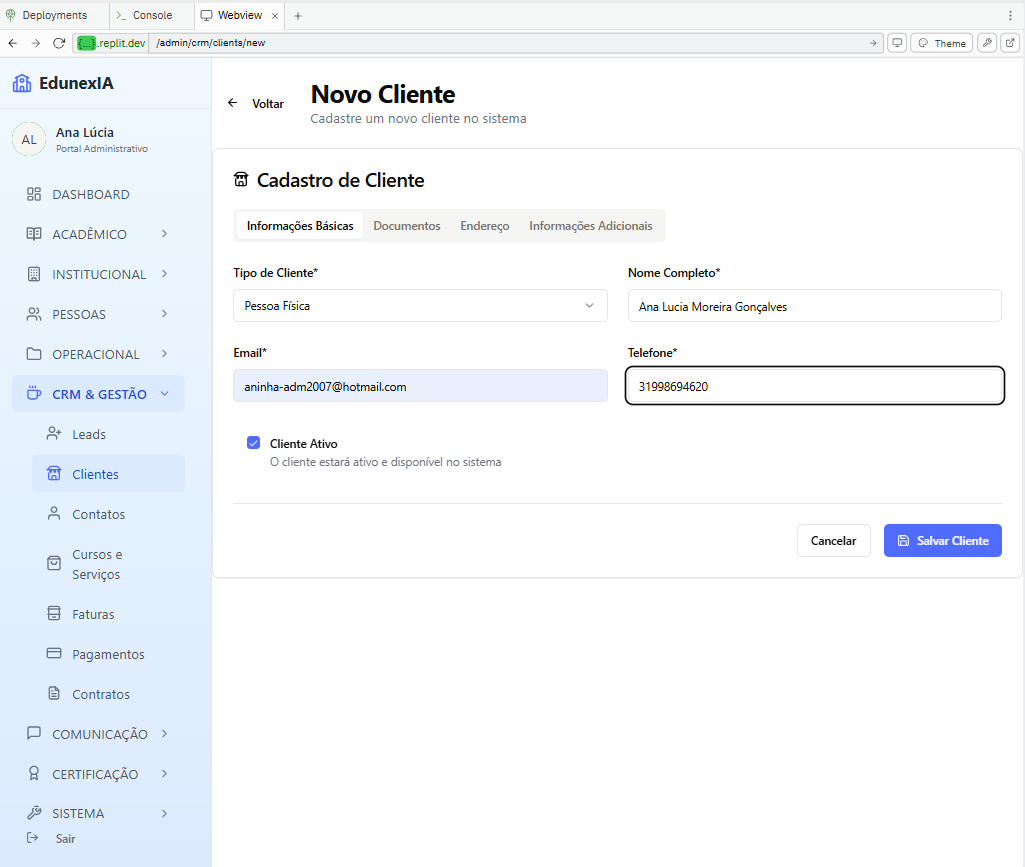 Deployments
Console
Webview
{...}.replit.dev
/admin/crm/clients/new
Theme
EdunexIA
AL
Ana Lúcia
Portal Administrativo
DASHBOARD
ACADÊMICO
INSTITUCIONAL
PESSOAS
OPERACIONAL
CRM & GESTÃO
Leads
Clientes
Contatos
Cursos e
Serviços
Faturas
Pagamentos
Contratos
COMUNICAÇÃO
CERTIFICAÇÃO
SISTEMA
Sair
Voltar
Novo Cliente
Cadastre um novo cliente no sistema
Cadastro de Cliente
Informações Básicas
Documentos
Endereço
Informações Adicionais
Tipo de Cliente*
Pessoa Física
Nome Completo*
Ana Lucia Moreira Gonçalves
Email*
aninha-adm2007@hotmail.com
Telefone*
31998694620
Cliente Ativo
O cliente estará ativo e disponível no sistema
Cancelar
Salvar Cliente